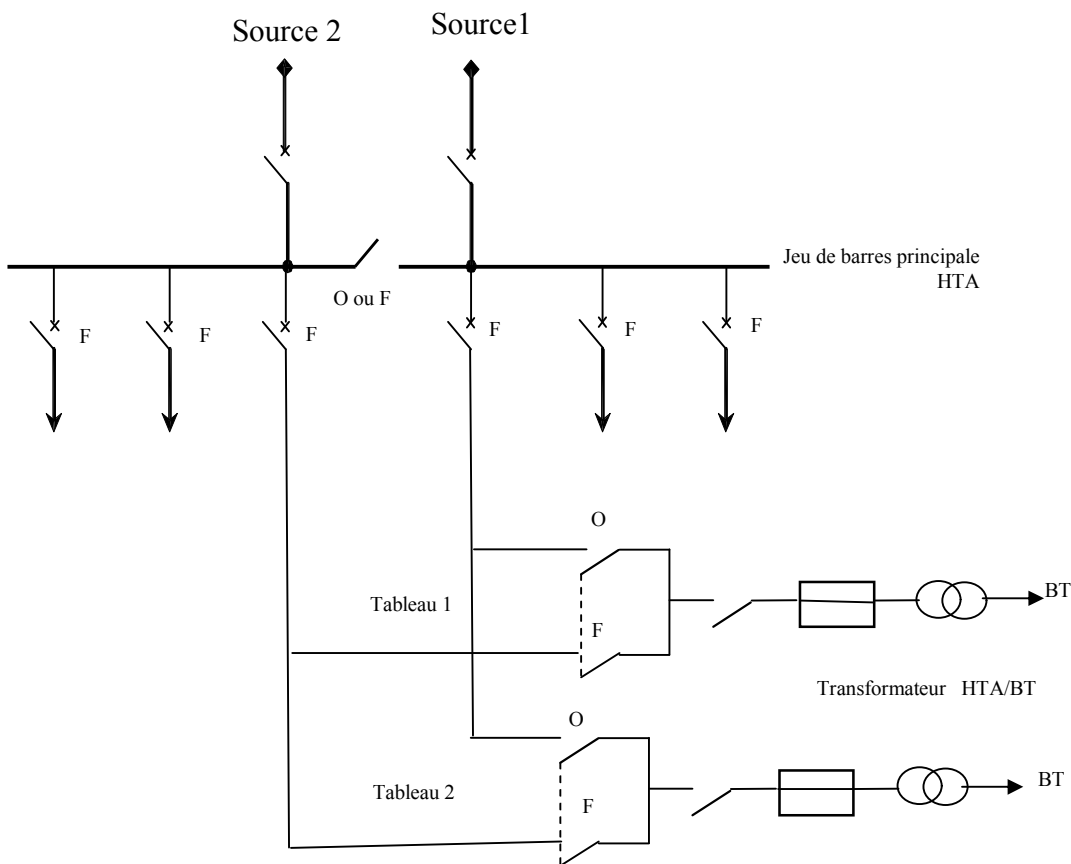 Source 2
Source1
Jeu de barres principale
HTA
O ou F
F
F
F
F
F
F
O
Tableau 1
F
BT
Transformateur HTA/BT
O
Tableau 2
F
BT